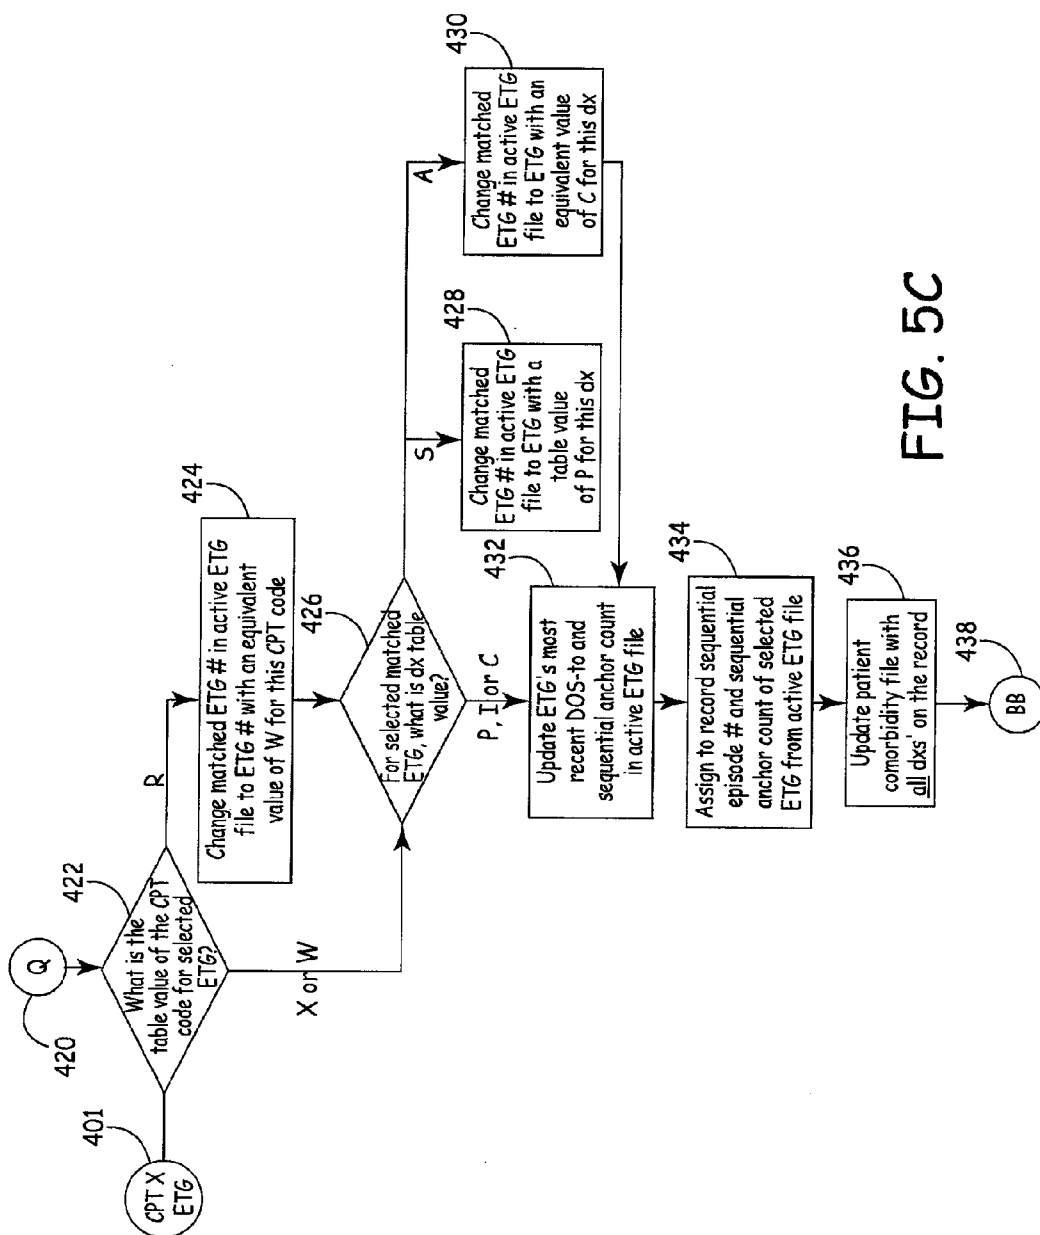 420
Q
401
CPT X
ETG
422
What is the
table value of the CPT
code for selected
ETG?
R
X or W
424
Change matched ETG # in active ETG
file to ETG # with an equivalent
value of W for this CPT code
426
For selected matched
ETG, what is dx table
value?
S
A
P, I or C
428
Change matched
ETG # in active ETG
file to ETG with a
table value
of P for this dx
430
Change matched
ETG # in active ETG
file to ETG with an
equivalent value
of C for this dx
432
Update ETG's most
recent DOS-to and
sequential anchor count
in active ETG file
434
Assign to record sequential
episode # and sequential
anchor count of selected
ETG from active ETG file
436
Update patient
comorbidity file with
all dxs' on the record
438
BB
FIG. 5C